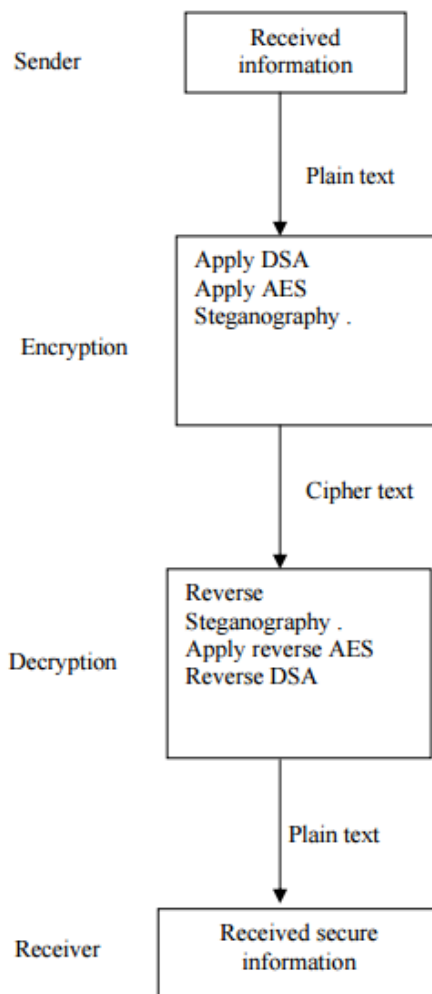 Sender
Received
information
Plain text
Encryption
Apply DSA
Apply AES
Steganography .
Cipher text
Decryption
Reverse
Steganography .
Apply reverse AES
Reverse DSA
Plain text
Receiver
Received secure
information